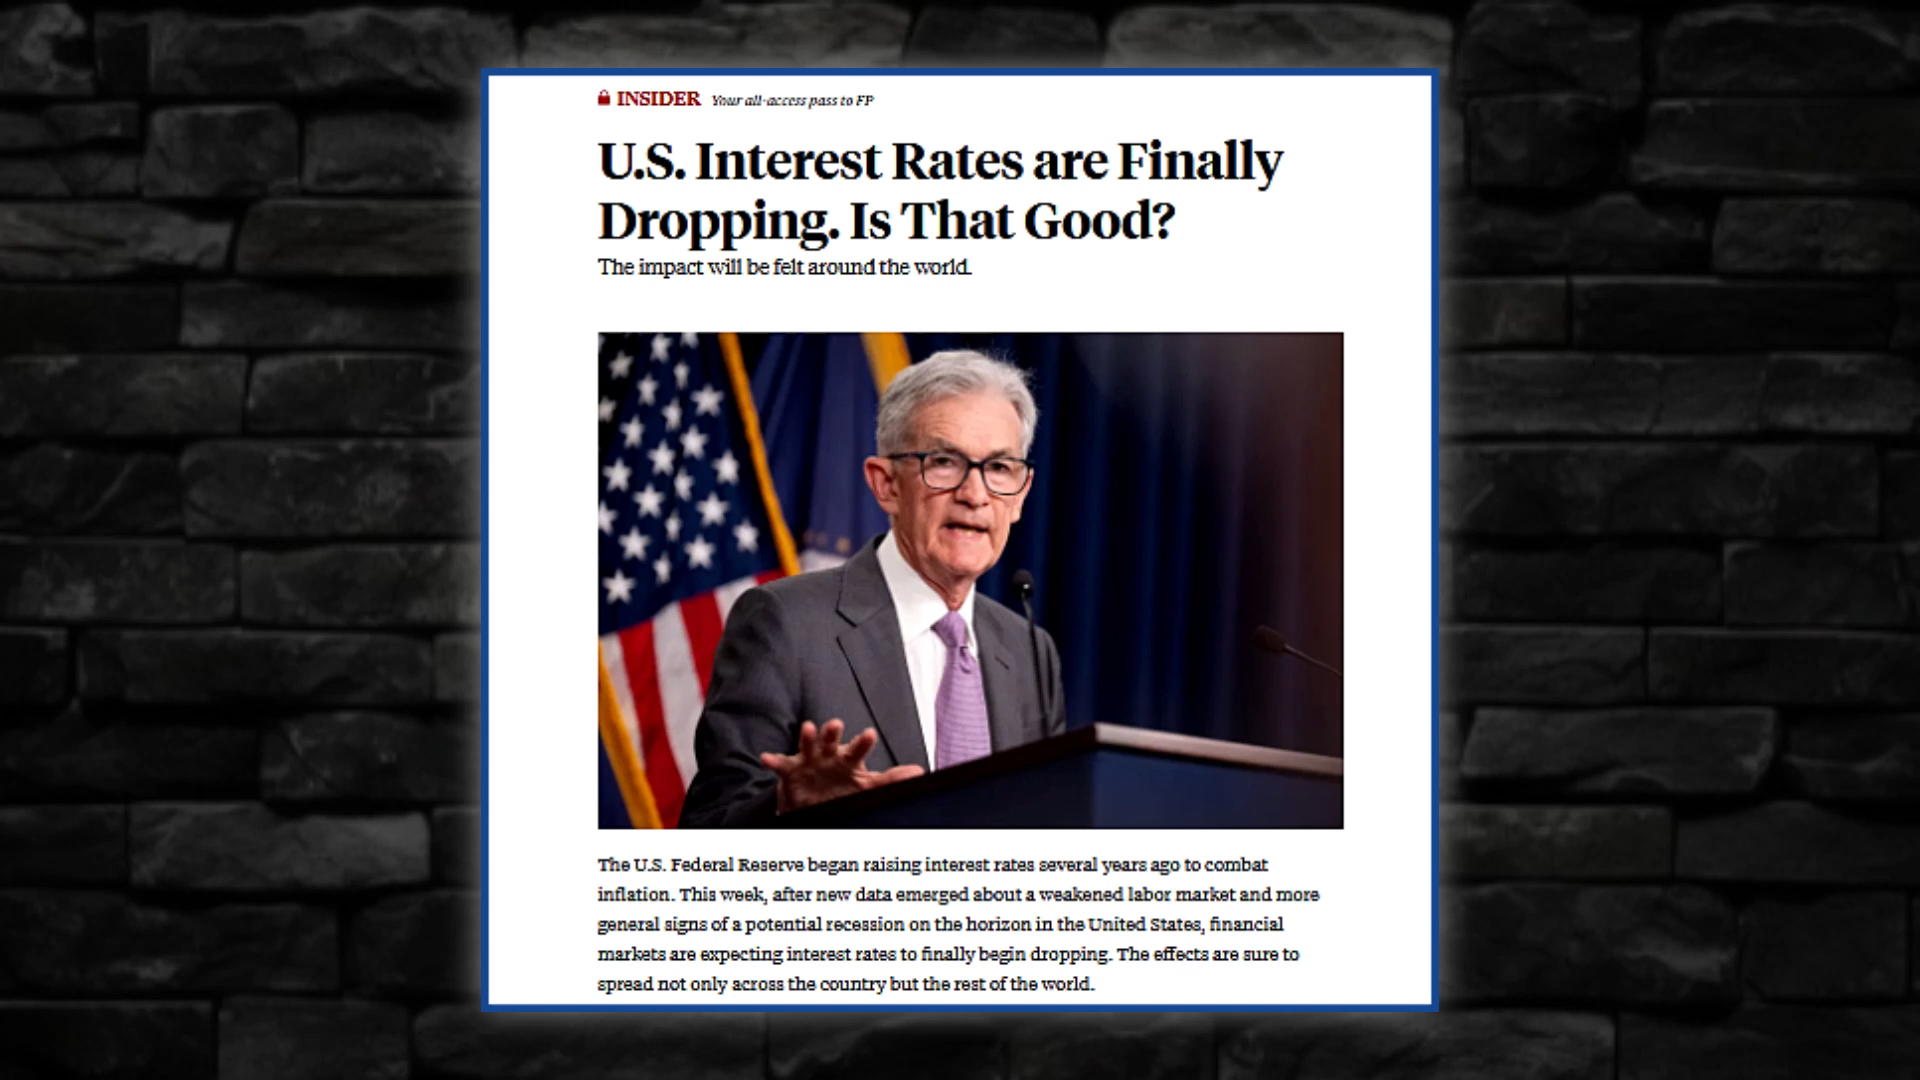 INSIDER Your all-access pass to FP
U.S. Interest Rates are Finally
Dropping. Is That Good?
The impact will be felt around the world.
The U.S. Federal Reserve began raising interest rates several years ago to combat
inflation. This week, after new data emerged about a weakened labor market and more
general signs of a potential recession on the horizon in the United States, financial
markets are expecting interest rates to finally begin dropping. The effects are sure to
spread not only across the country but the rest of the world.